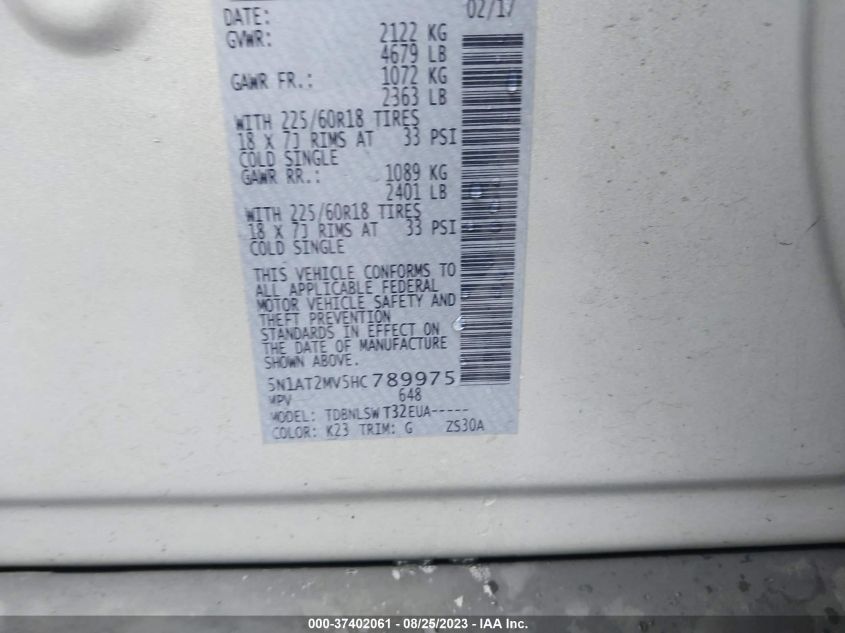 DATE: 02/17
GVWR: 2122 KG
4679 LB
GAWR FR.: 1072 KG
2363 LB
WITH 225/60R18 TIRES
18 X 7J RIMS AT 33 PSI
COLD SINGLE
GAWR RR.: 1089 KG
2401 LB
WITH 225/60R18 TIRES
18 X 7J RIMS AT 33 PSI
COLD SINGLE
THIS VEHICLE CONFORMS TO
ALL APPLICABLE FEDERAL
MOTOR VEHICLE SAFETY AND
THEFT PREVENTION
STANDARDS IN EFFECT ON
THE DATE OF MANUFACTURE
SHOWN ABOVE.
5N1AT2MV5HC789975
MPV 648
MODEL: TDBNLSWT32EUA-----
COLOR: K23 TRIM: G ZS30A
000-37402061 - 08/25/2023 - IAA Inc.